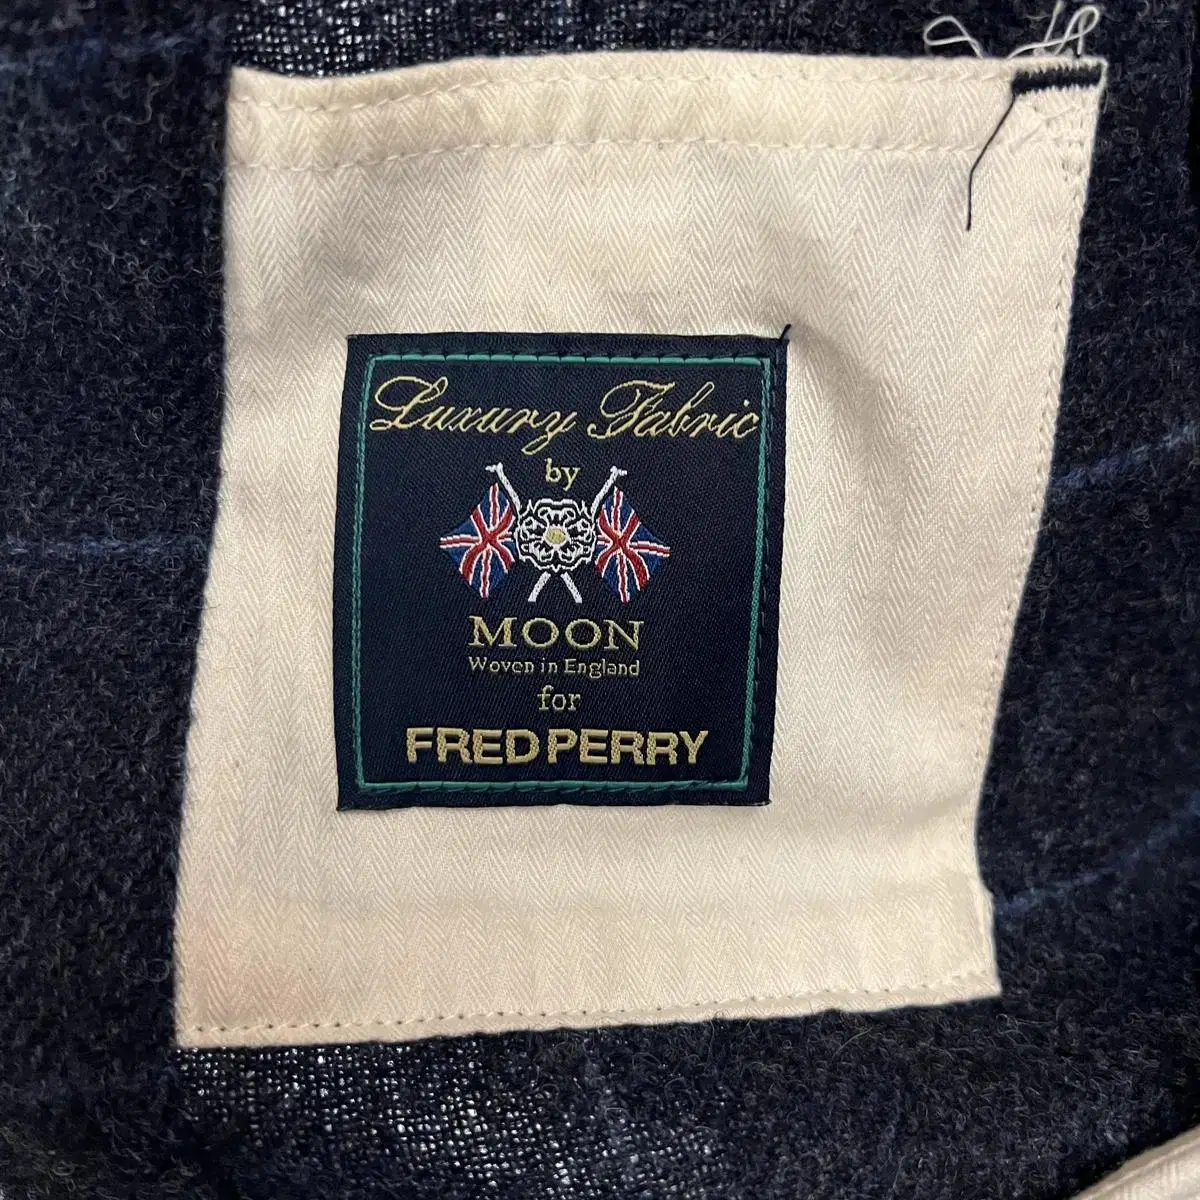 Luxury Fabric
by
MOON
Woven in England
for
FRED PERRY